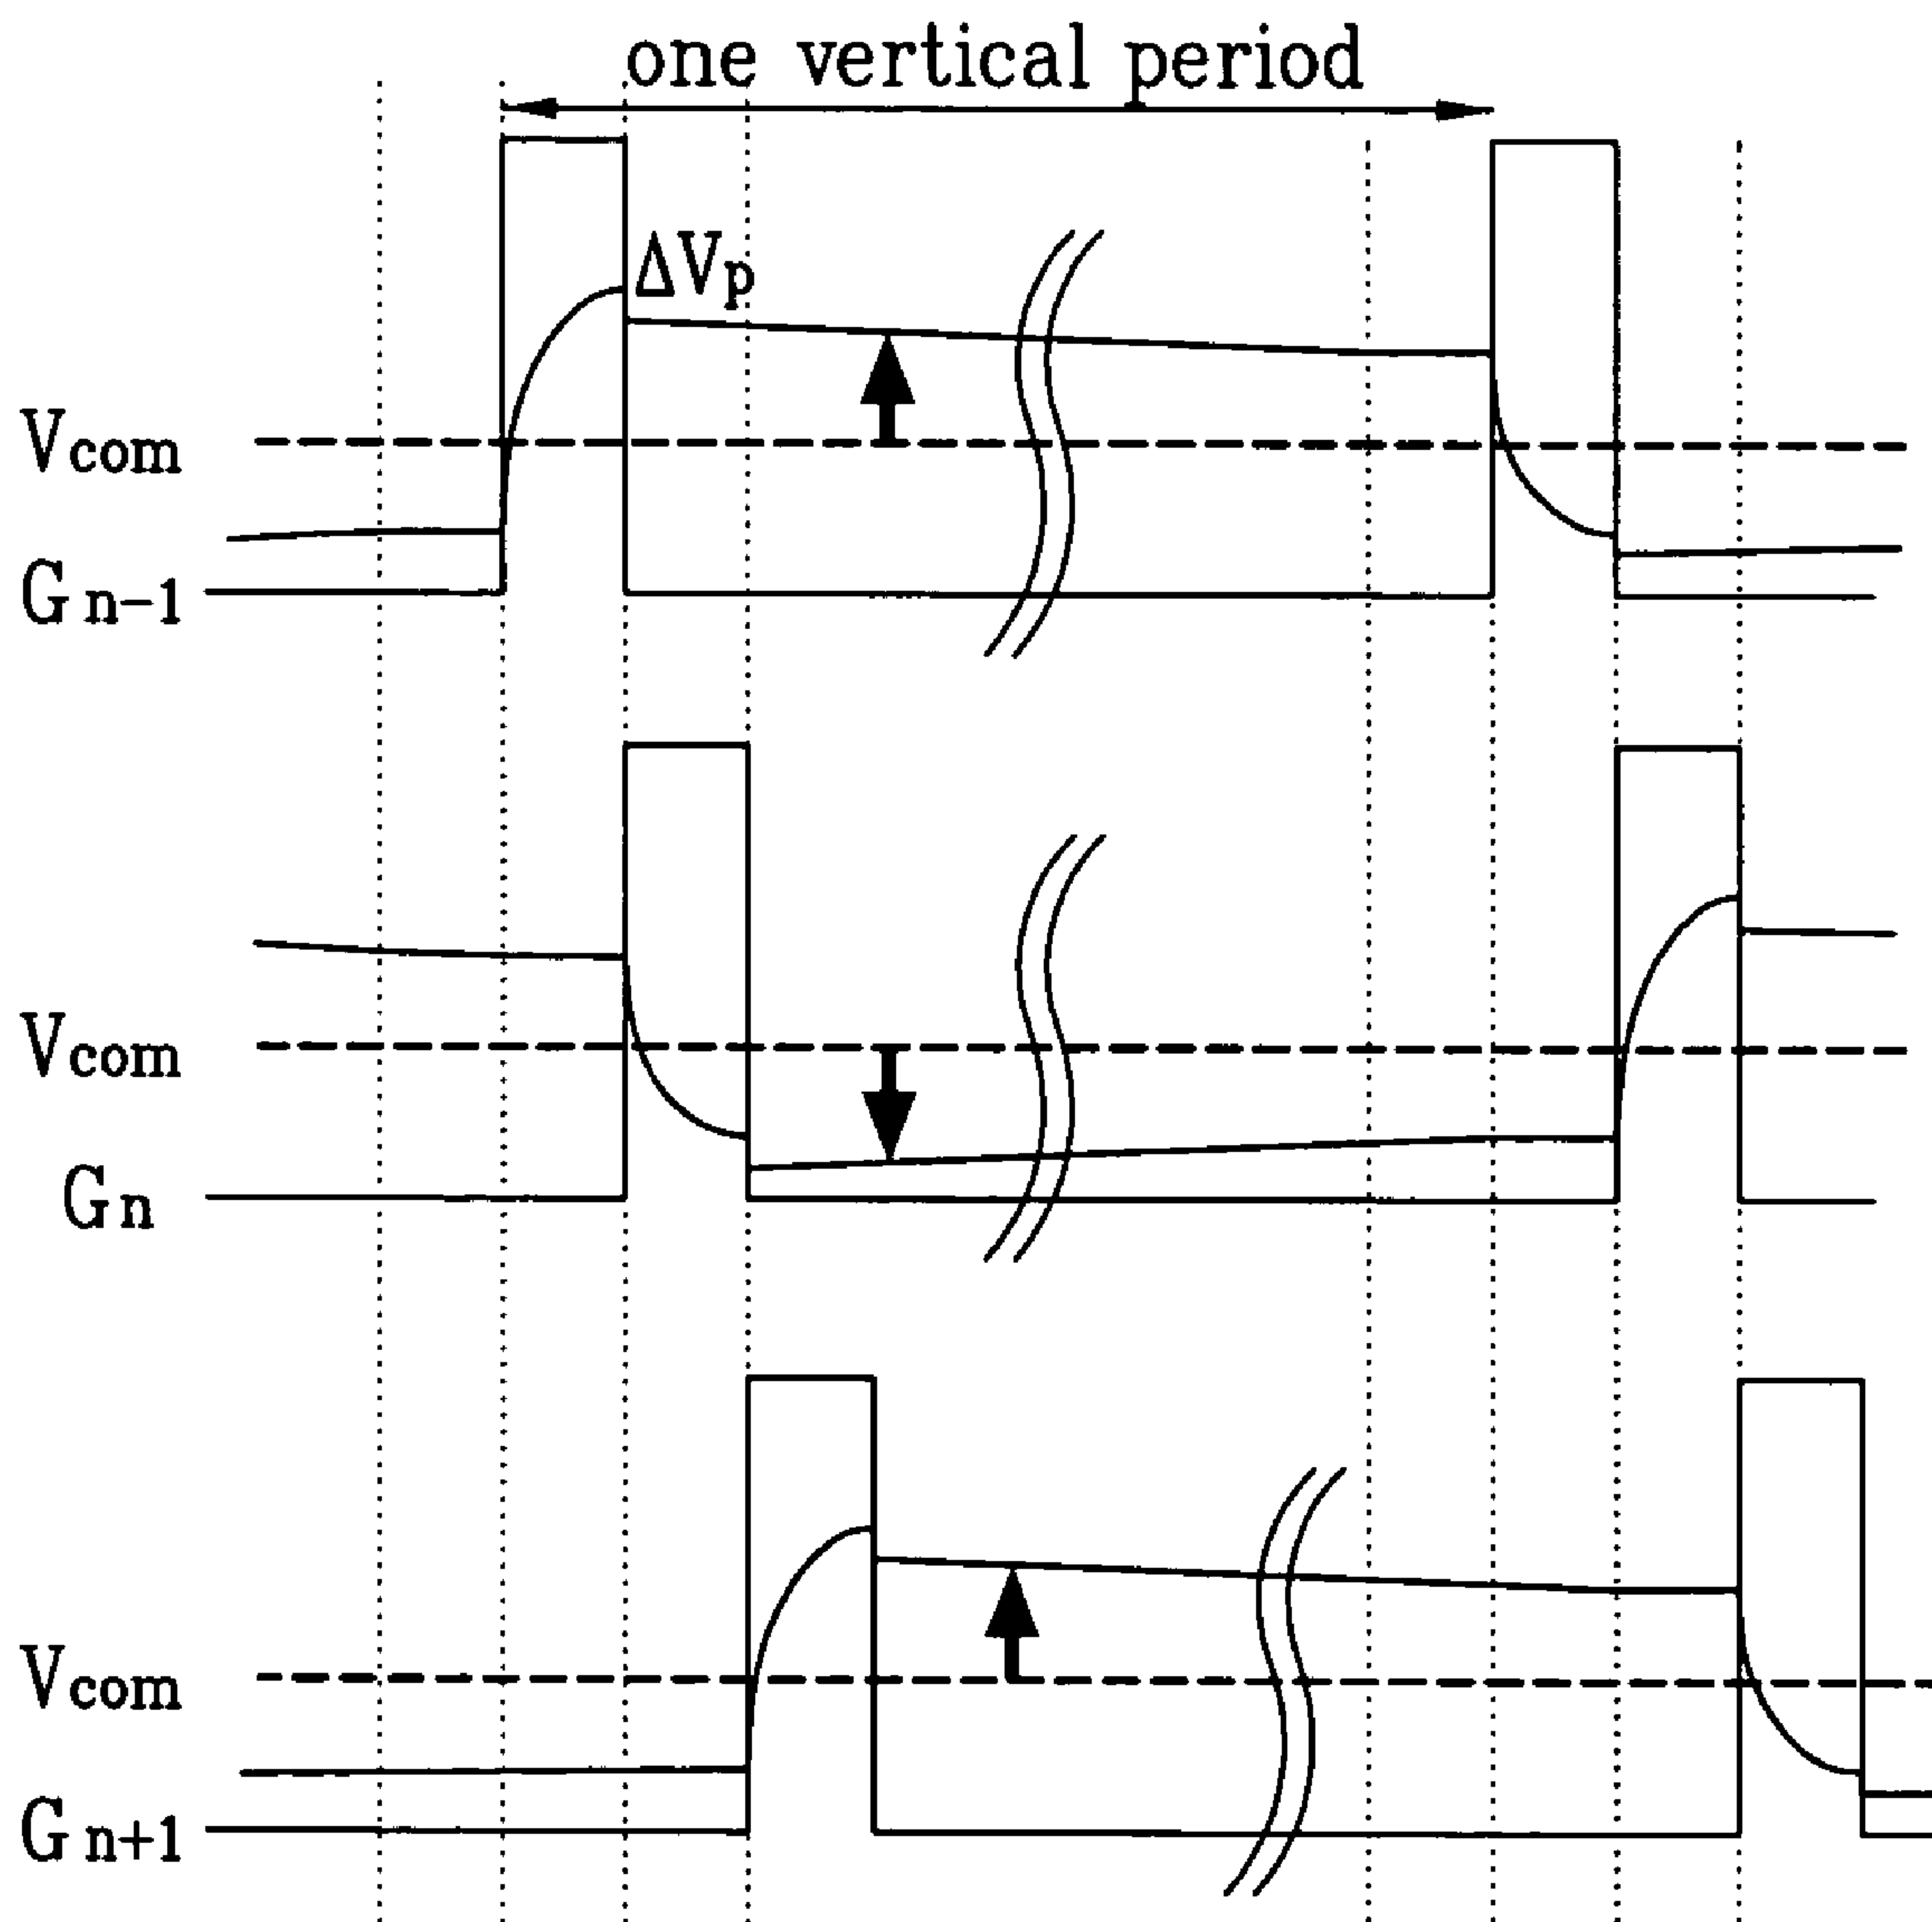 one vertical period
ΔVp
Vcom
Gn-1
Vcom
Gn
Vcom
Gn+1